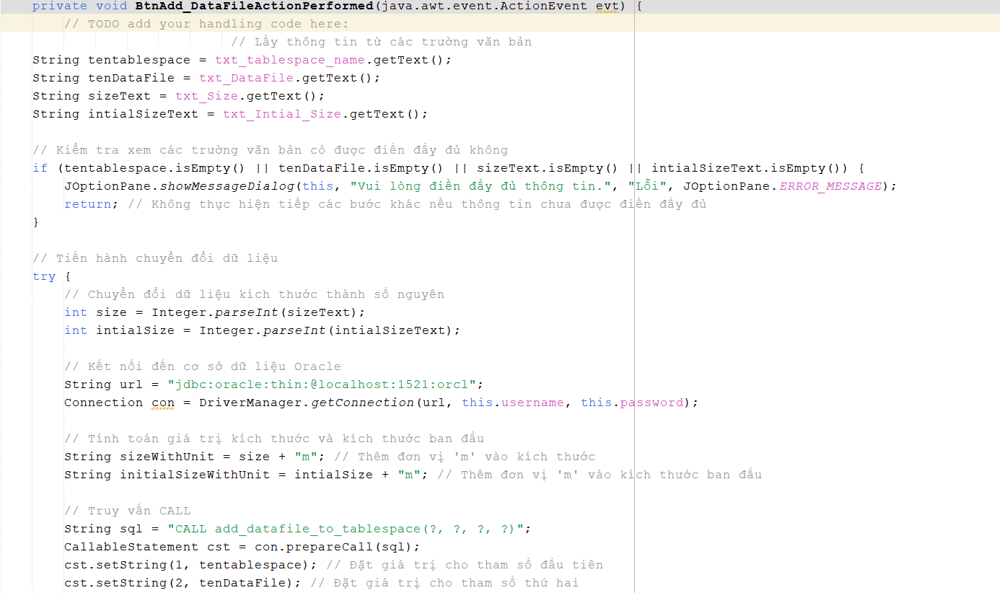 private void BtnAdd_DataFileActionPerformed(java.awt.event.ActionEvent evt) {
// TODO add your handling code here:
// Lấy thông tin từ các trường văn bản
String tentablespace = txt_tablespace_name.getText();
String tenDataFile = txt_DataFile.getText();
String sizeText = txt_Size.getText();
String intialSizeText = txt_Intial_Size.getText();
// Kiểm tra xem các trường văn bản có được điền đầy đủ không
if (tentablespace.isEmpty() || tenDataFile.isEmpty() || sizeText.isEmpty() || intialSizeText.isEmpty()) {
JOptionPane.showMessageDialog(this, "Vui lòng điền đầy đủ thông tin.", "Lỗi", JOptionPane.ERROR_MESSAGE);
return; // Không thực hiện tiếp các bước khác nếu thông tin chưa được điền đầy đủ
}
// Tiến hành chuyển đổi dữ liệu
try {
// Chuyển đổi dữ liệu kích thước thành số nguyên
int size = Integer.parseInt(sizeText);
int intialSize = Integer.parseInt(intialSizeText);
// Kết nối đến cơ sở dữ liệu Oracle
String url = "jdbc:oracle:thin:@localhost:1521:orcl";
Connection con = DriverManager.getConnection(url, this.username, this.password);
// Tính toán giá trị kích thước và kích thước ban đầu
String sizeWithUnit = size + "m"; // Thêm đơn vị 'm' vào kích thước
String initialSizeWithUnit = intialSize + "m"; // Thêm đơn vị 'm' vào kích thước ban đầu
// Truy vấn CALL
String sql = "CALL add_datafile_to_tablespace(?, ?, ?, ?)";
CallableStatement cst = con.prepareCall(sql);
cst.setString(1, tentablespace); // Đặt giá trị cho tham số đầu tiên
cst.setString(2, tenDataFile); // Đặt giá trị cho tham số thứ hai